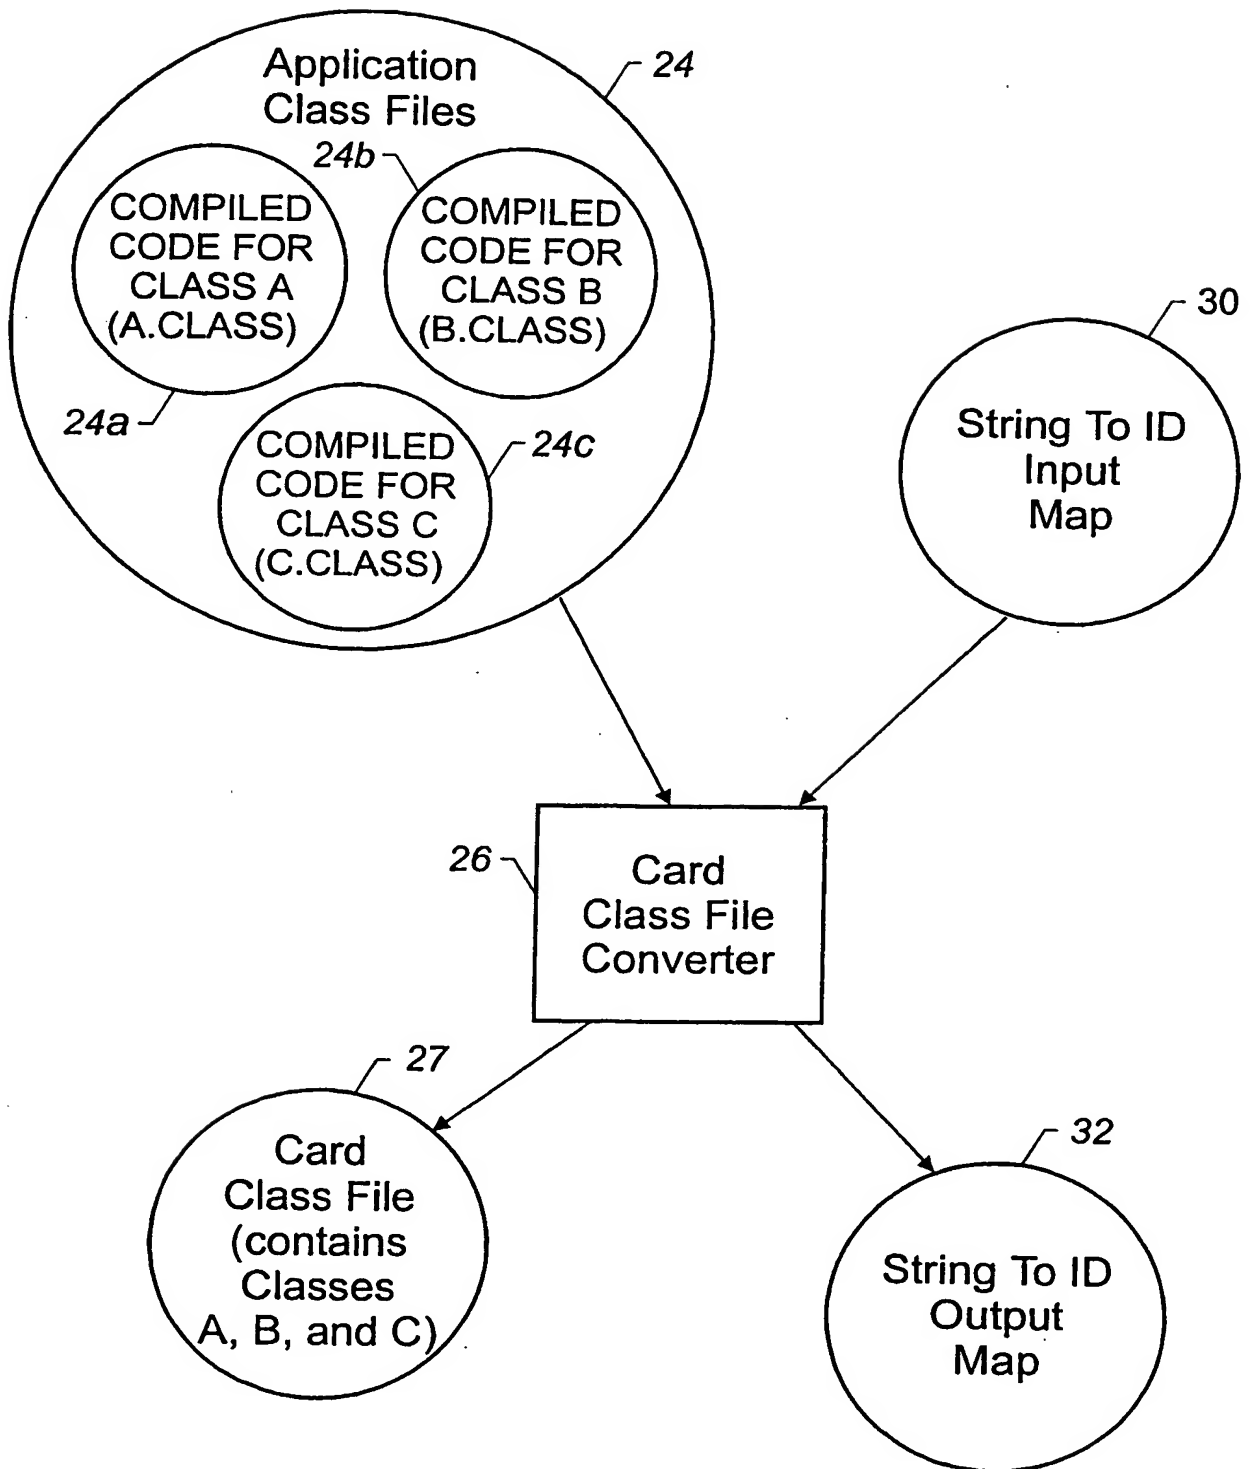 Application
Class Files
24
24b
COMPILED
CODE FOR
CLASS A
(A.CLASS)
COMPILED
CODE FOR
CLASS B
(B.CLASS)
24a
COMPILED
CODE FOR
CLASS C
(C.CLASS)
24c
30
String To ID
Input
Map
26
Card
Class File
Converter
27
Card
Class File
(contains
Classes
A, B, and C)
32
String To ID
Output
Map